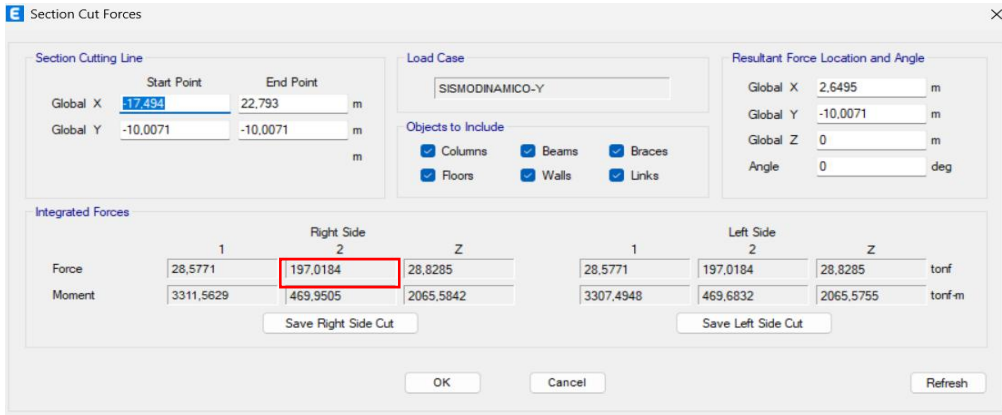 E Section Cut Forces
Section Cutting Line
Start Point End Point
Global X -17,494 22,793 m
Global Y -10,0071 -10,0071 m
m
Load Case
SISMODINAMICO-Y
Objects to Include
Columns Beams Braces
Floors Walls Links
Resultant Force Location and Angle
Global X 2,6495 m
Global Y -10,0071 m
Global Z 0 m
Angle 0 deg
Integrated Forces
Right Side Left Side
1 2 Z 1 2 Z
Force 28,5771 197,0184 28,8285 28,5771 197,0184 28,8285 tonf
Moment 3311,5629 469,9505 2065,5842 3307,4948 469,6832 2065,5755 tonf-m
Save Right Side Cut Save Left Side Cut
OK Cancel Refresh